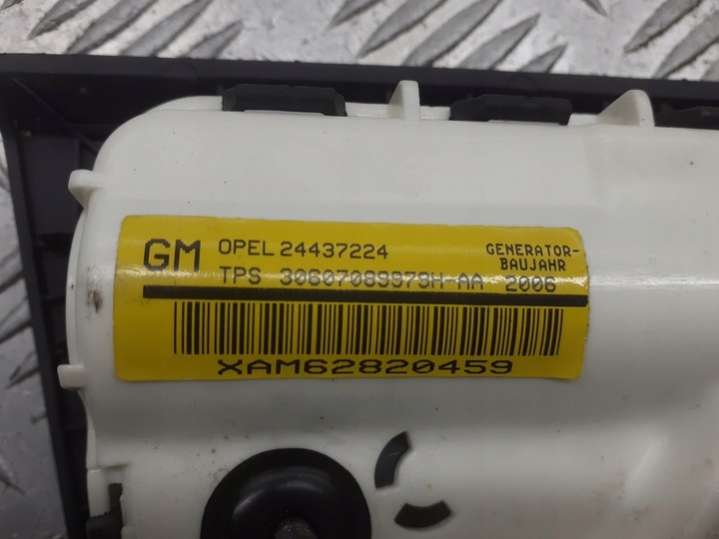 GM OPEL 24437224 GENERATOR-
BAUJAHR
TPS 30607089979H-AA 2006
XAM62820459